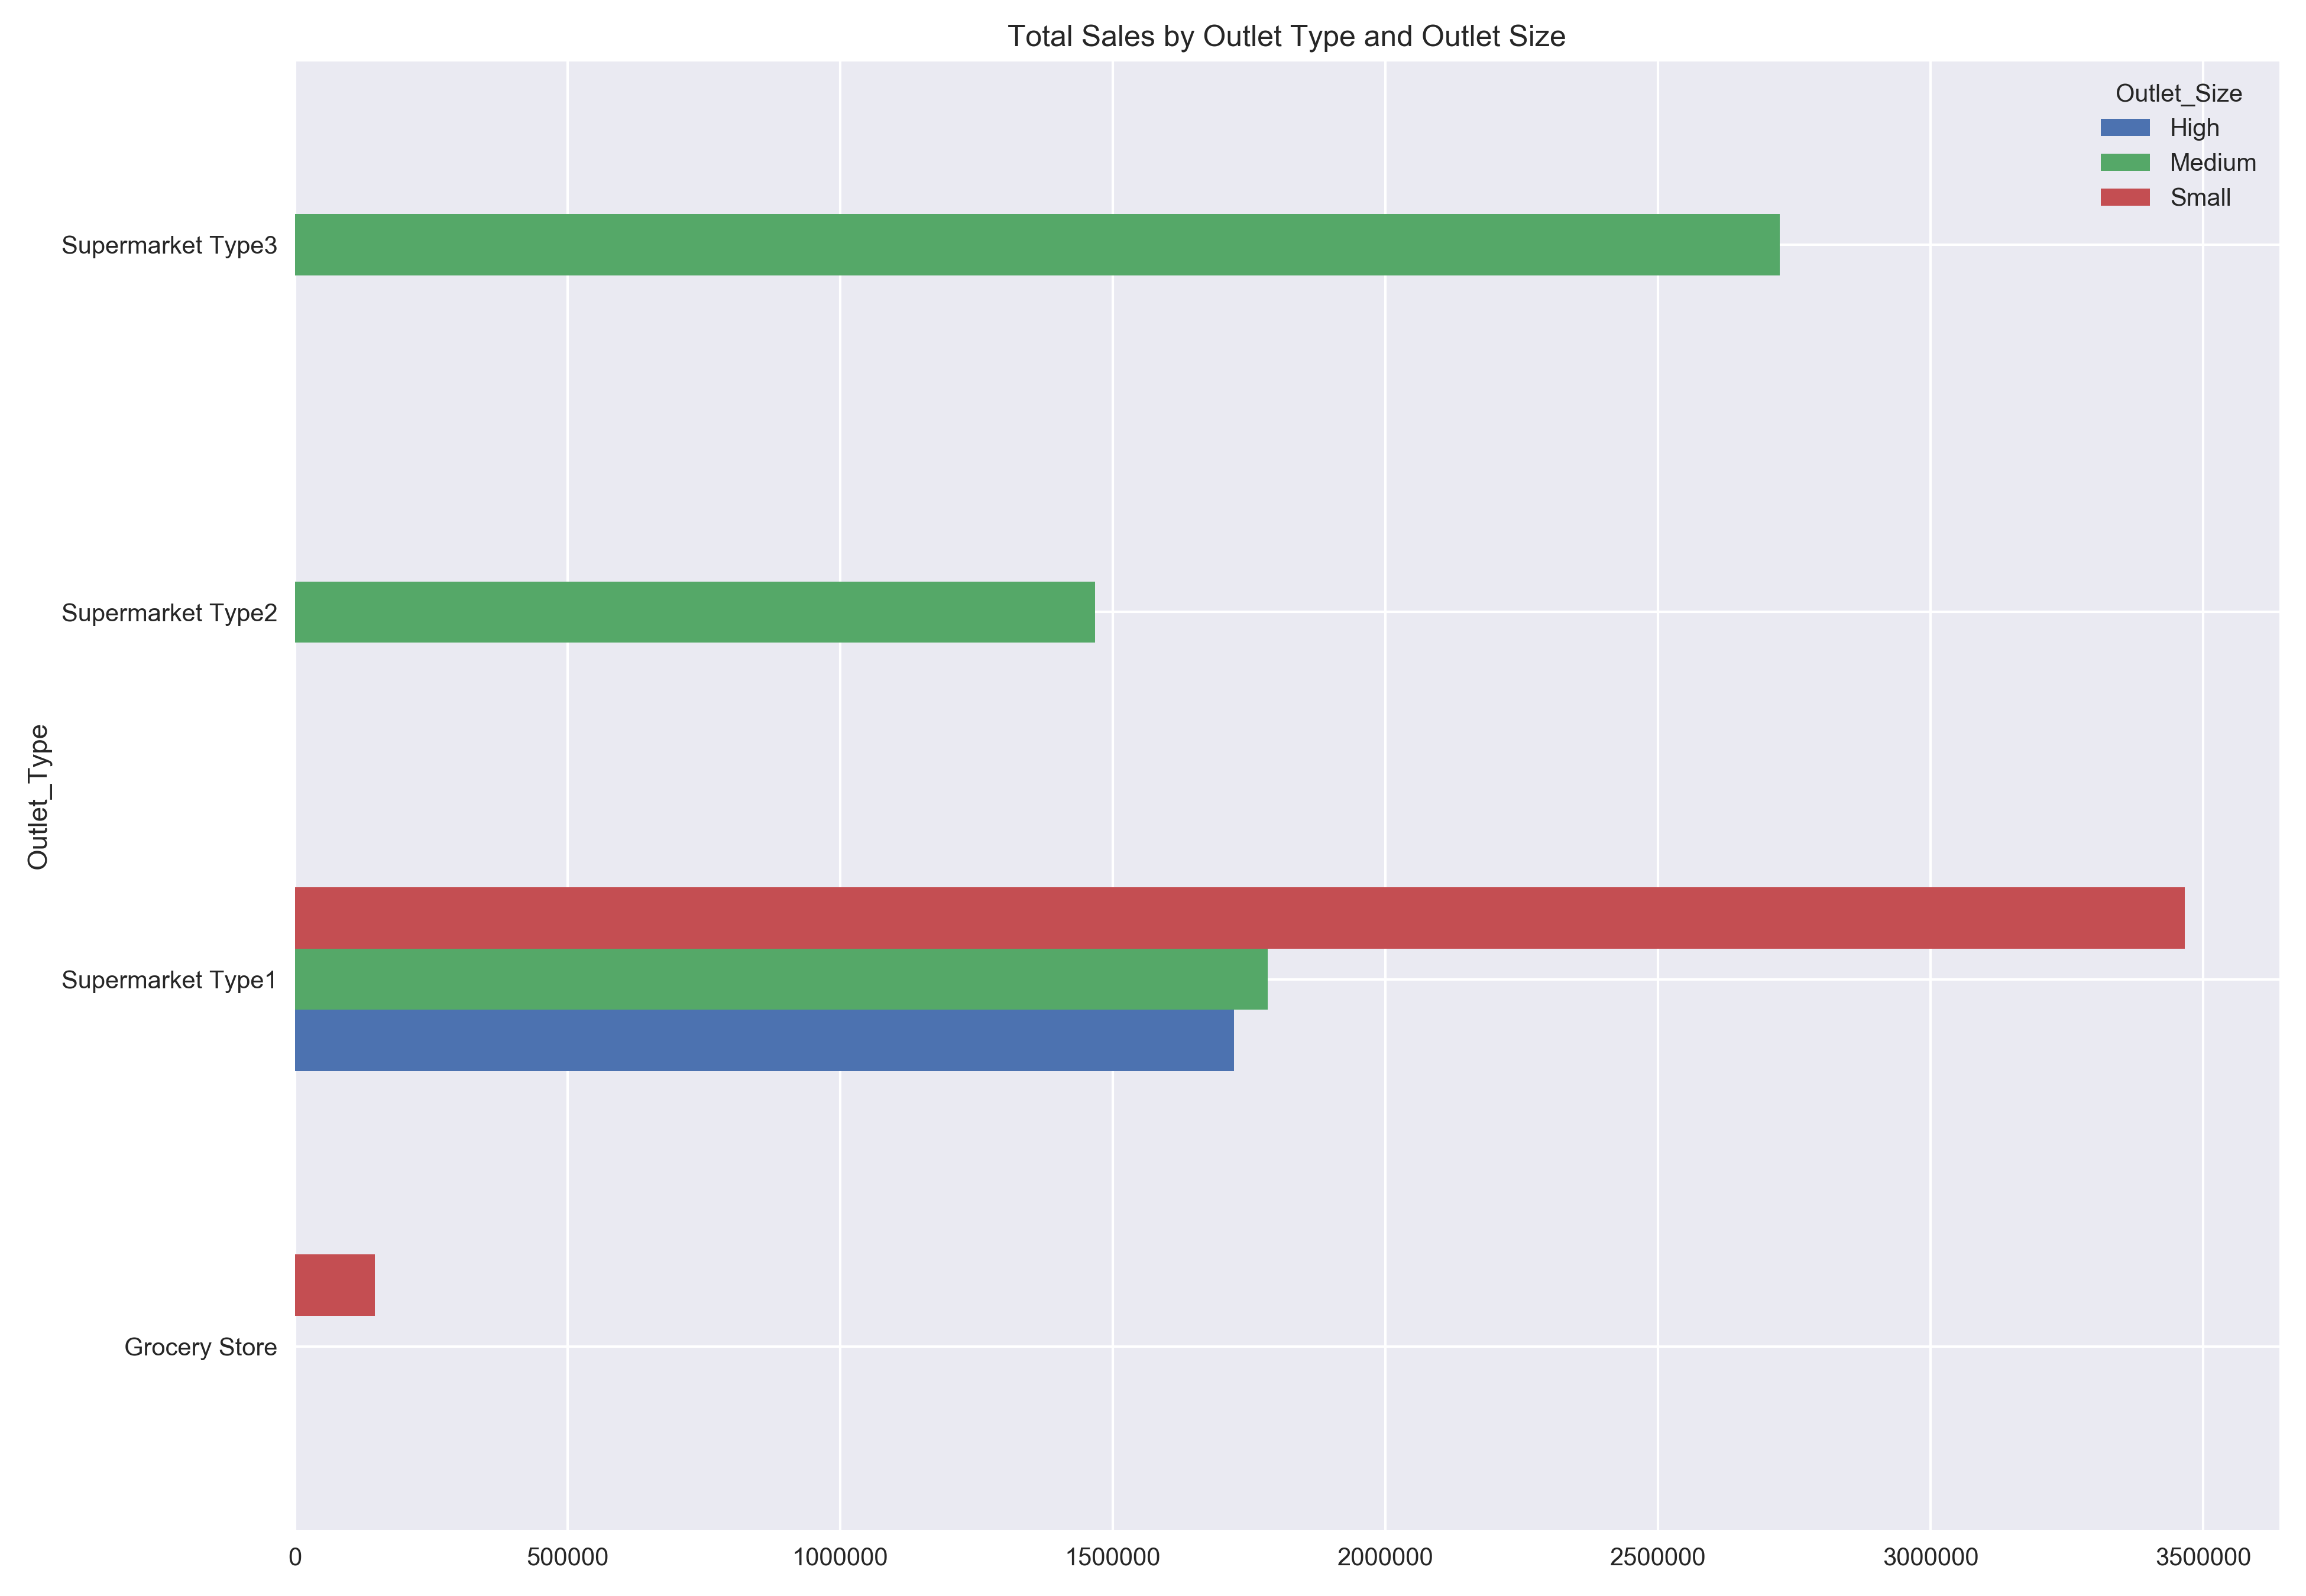 Total Sales by Outlet Type and Outlet Size
Outlet_Size
High
Medium
Small
Supermarket Type3
Supermarket Type2
Supermarket Type1
Grocery Store
Outlet_Type
0 500000 1000000 1500000 2000000 2500000 3000000 3500000